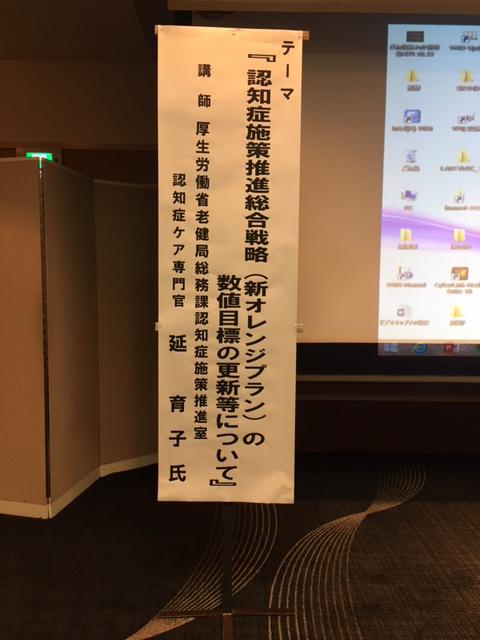 テーマ
『認知症施策推進総合戦略（新オレンジプラン）の
数値目標の更新等について』
講師 厚生労働省老健局総務課認知症施策推進室
認知症ケア専門官 延 育子氏
PC